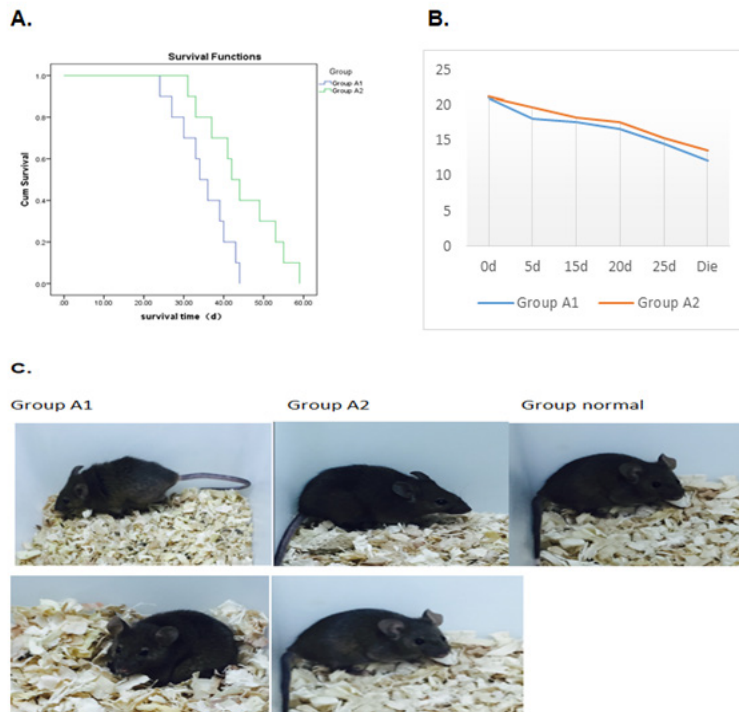 A.
B.
Survival Functions
Group
Group A1
Group A2
Cum Survival
1.0
0.8
0.6
0.4
0.2
0.0
.00 10.00 20.00 30.00 40.00 50.00 60.00
survival time（d）
25
20
15
10
5
0
0d 5d 15d 20d 25d Die
Group A1 Group A2
C.
Group A1 Group A2 Group normal